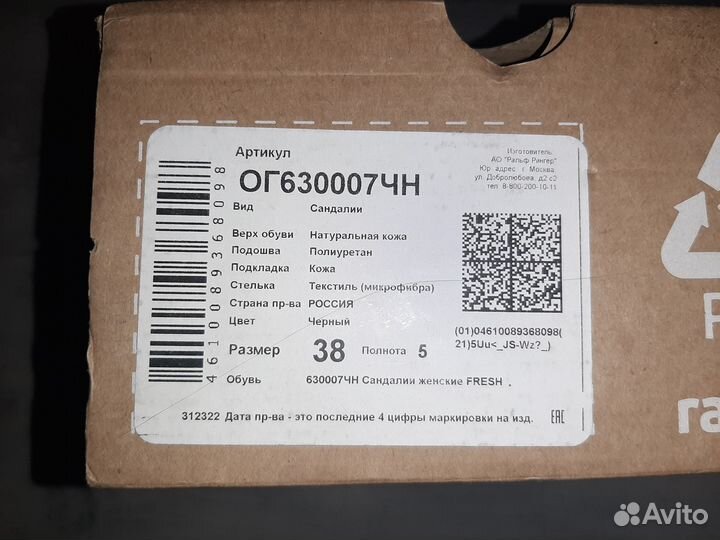 Артикул
ОГ630007ЧН
Изготовитель:
АО "Ральф Рингер"
Юр. адрес: г. Москва,
ул. Добролюбова, д2 с2
тел. 8-800-200-10-11
Вид Сандалии
Верх обуви Натуральная кожа
Подошва Полиуретан
Подкладка Кожа
Стелька Текстиль (микрофибра)
Страна пр-ва РОССИЯ
Цвет Черный
Размер 38 Полнота 5
(01)04610089368098(
21)5Uu<_JS-Wz?_)
Обувь 630007ЧН Сандалии женские FRESH .
312322 Дата пр-ва - это последние 4 цифры маркировки на изд. EAC
4610089368098
ra
Avito